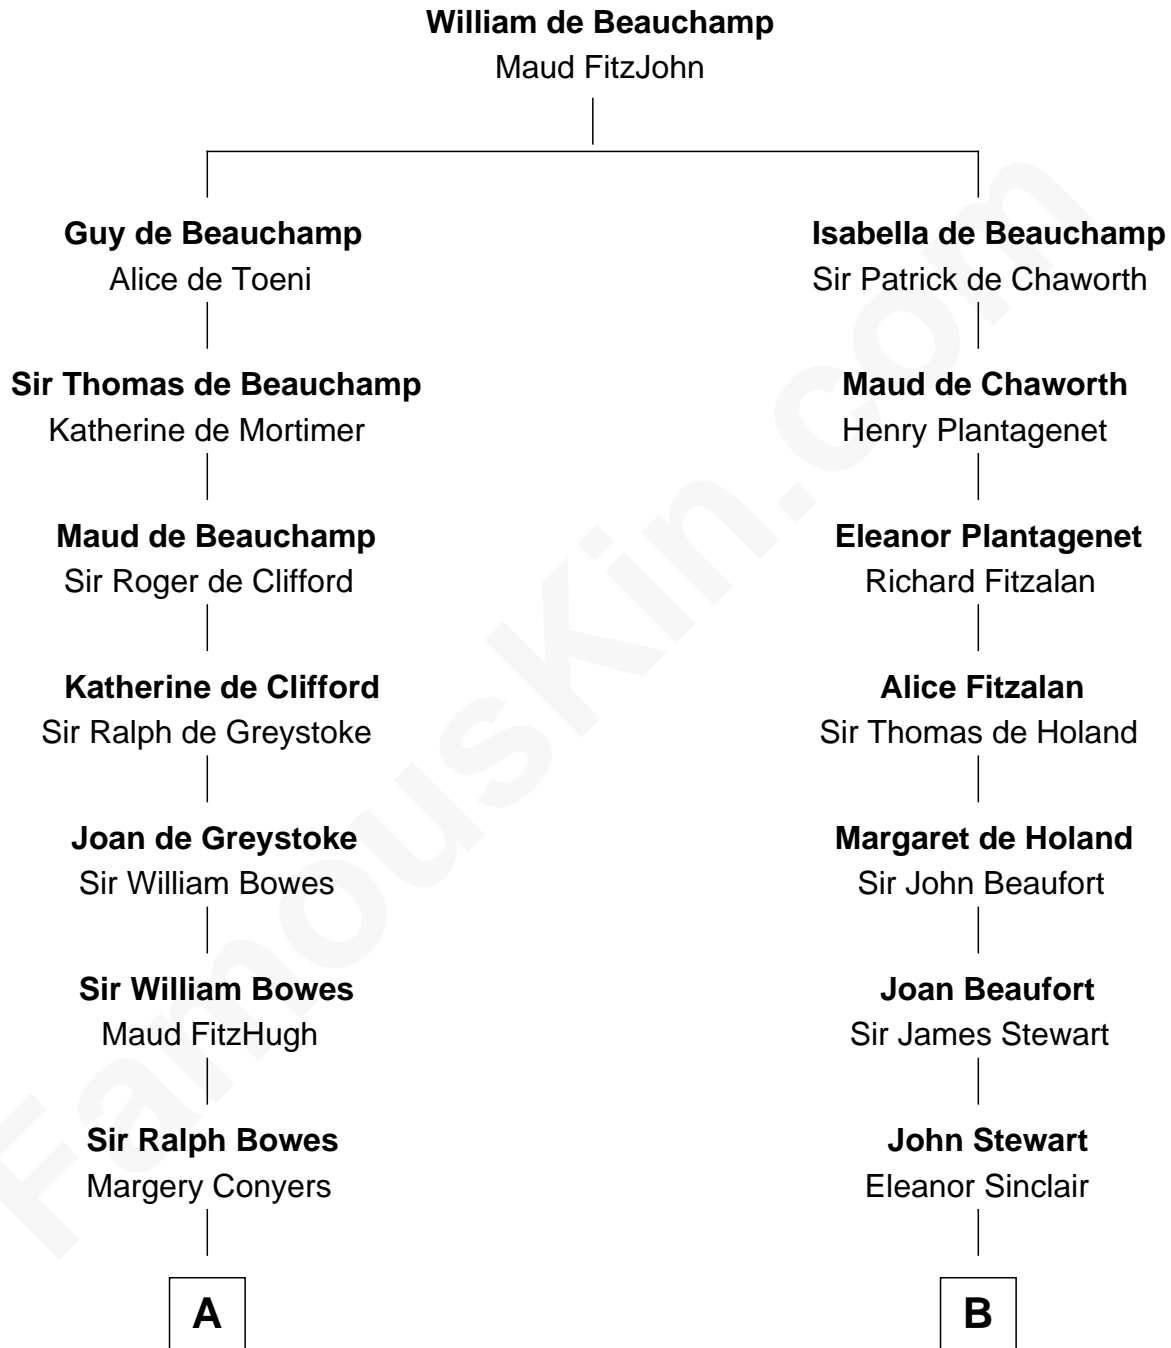 William de Beauchamp
Maud FitzJohn
Guy de Beauchamp
Alice de Toeni
Isabella de Beauchamp
Sir Patrick de Chaworth
Sir Thomas de Beauchamp
Katherine de Mortimer
Maud de Chaworth
Henry Plantagenet
Maud de Beauchamp
Sir Roger de Clifford
Eleanor Plantagenet
Richard Fitzalan
Katherine de Clifford
Sir Ralph de Greystoke
Alice Fitzalan
Sir Thomas de Holand
Joan de Greystoke
Sir William Bowes
Margaret de Holand
Sir John Beaufort
Sir William Bowes
Maud FitzHugh
Joan Beaufort
Sir James Stewart
Sir Ralph Bowes
Margery Conyers
John Stewart
Eleanor Sinclair
A
B
FamousKin.com